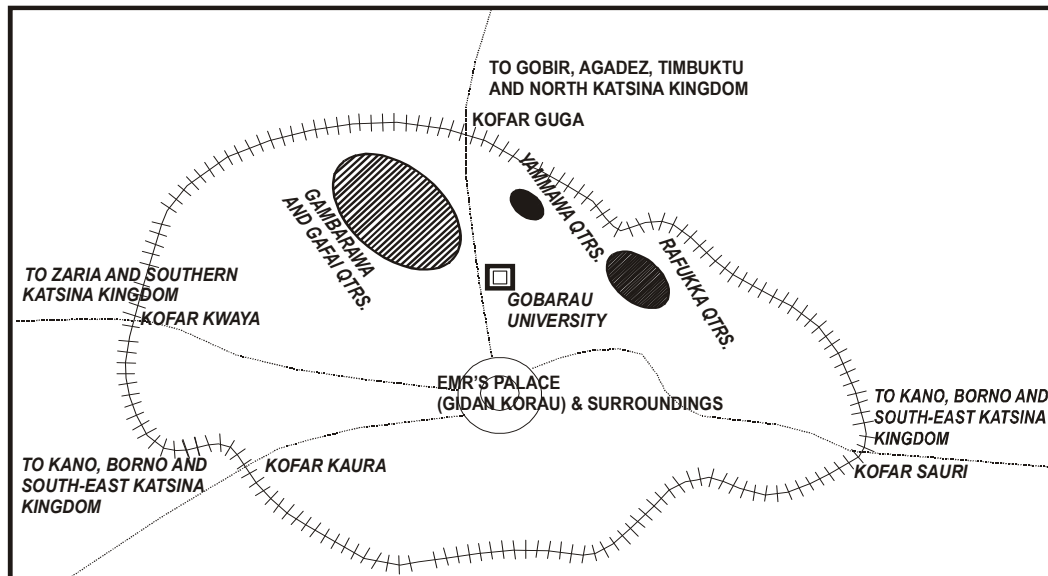 TO GOBIR, AGADEZ, TIMBUKTU
AND NORTH KATSINA KINGDOM
KOFAR GUGA
YAMMAWA QTRS.
GAMBARAWA
AND GAFAI QTRS.
RAFUKKA QTRS.
TO ZARIA AND SOUTHERN
KATSINA KINGDOM
KOFAR KWAYA
GOBARAU
UNIVERSITY
EMR'S PALACE
(GIDAN KORAU) & SURROUNDINGS
TO KANO, BORNO AND
SOUTH-EAST KATSINA
KINGDOM
KOFAR SAURI
TO KANO, BORNO AND
SOUTH-EAST KATSINA
KINGDOM
KOFAR KAURA